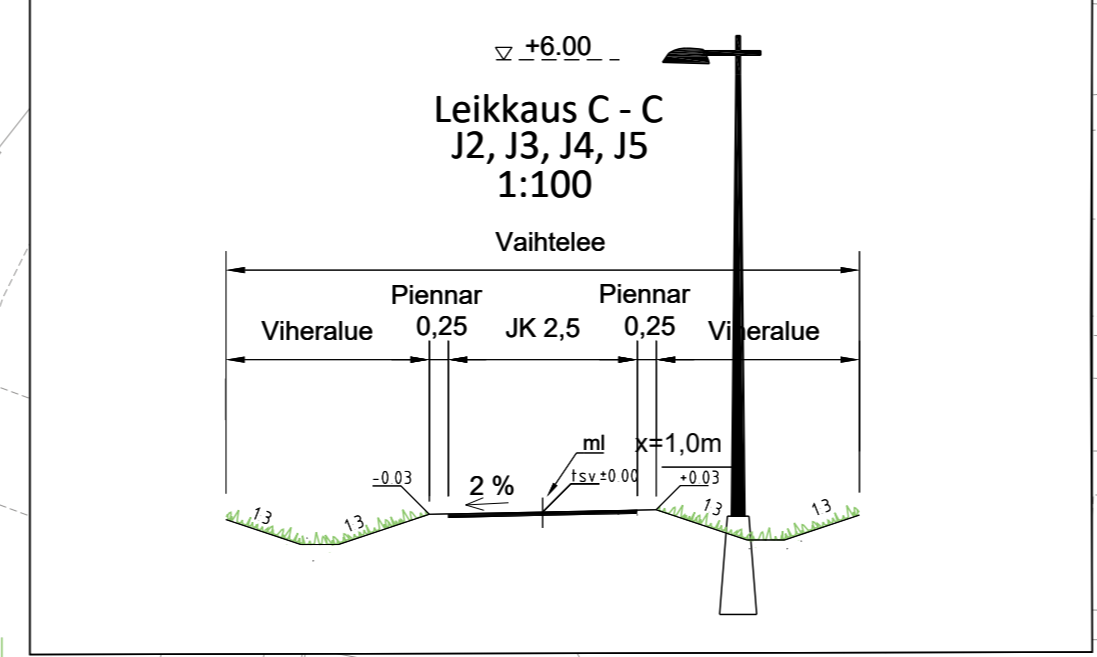 +6.00
Leikkaus C - C
J2, J3, J4, J5
1:100
Vaihtelee
Piennar Piennar
Viheralue 0,25 JK 2,5 0,25 Viheralue
ml x=1,0m
-0.03 2 % tsv±0.00 +0.03
1:3 1:3 1:3 1:3